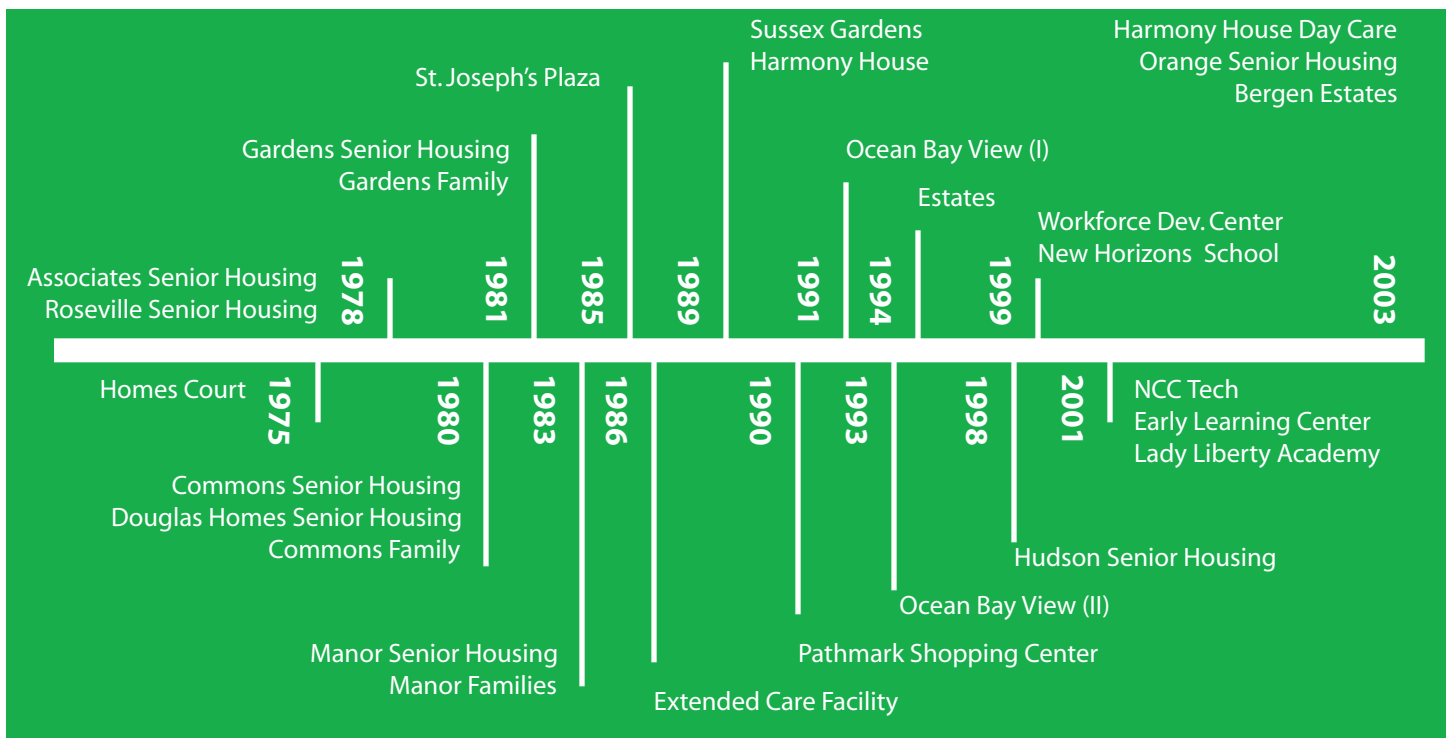 Sussex Gardens
Harmony House
Harmony House Day Care
Orange Senior Housing
Bergen Estates
St. Joseph's Plaza
Gardens Senior Housing
Gardens Family
Ocean Bay View (I)
Estates
Workforce Dev. Center
New Horizons School
Associates Senior Housing
Roseville Senior Housing
1978
1981
1985
1989
1991
1994
1999
2003
Homes Court
1975
1980
1983
1986
1990
1993
1998
2001
NCC Tech
Early Learning Center
Lady Liberty Academy
Commons Senior Housing
Douglas Homes Senior Housing
Commons Family
Hudson Senior Housing
Ocean Bay View (II)
Manor Senior Housing
Manor Families
Pathmark Shopping Center
Extended Care Facility